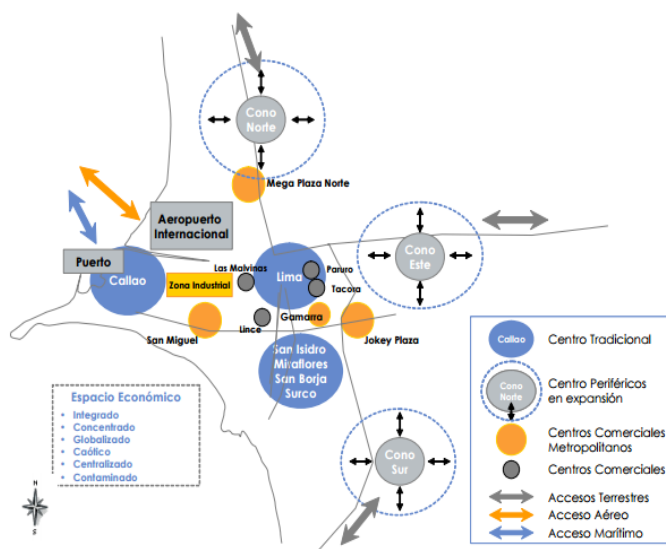 Cono
Norte
Mega Plaza Norte
Aeropuerto
Internacional
Puerto
Callao
Zona Industrial
Las Malvinas
Lima
Paruro
Tacora
Cono
Este
San Miguel
Lince
Gamarra
Jokey Plaza
San Isidro
Miraflores
San Borja
Surco
Cono
Sur
Espacio Económico
Integrado
Concentrado
Globalizado
Caótico
Centralizado
Contaminado
N
S
Callao
Centro Tradicional
Cono
Norte
Centro Periféricos
en expansión
Centros Comerciales
Metropolitanos
Centros Comerciales
Accesos Terrestres
Acceso Aéreo
Acceso Marítimo